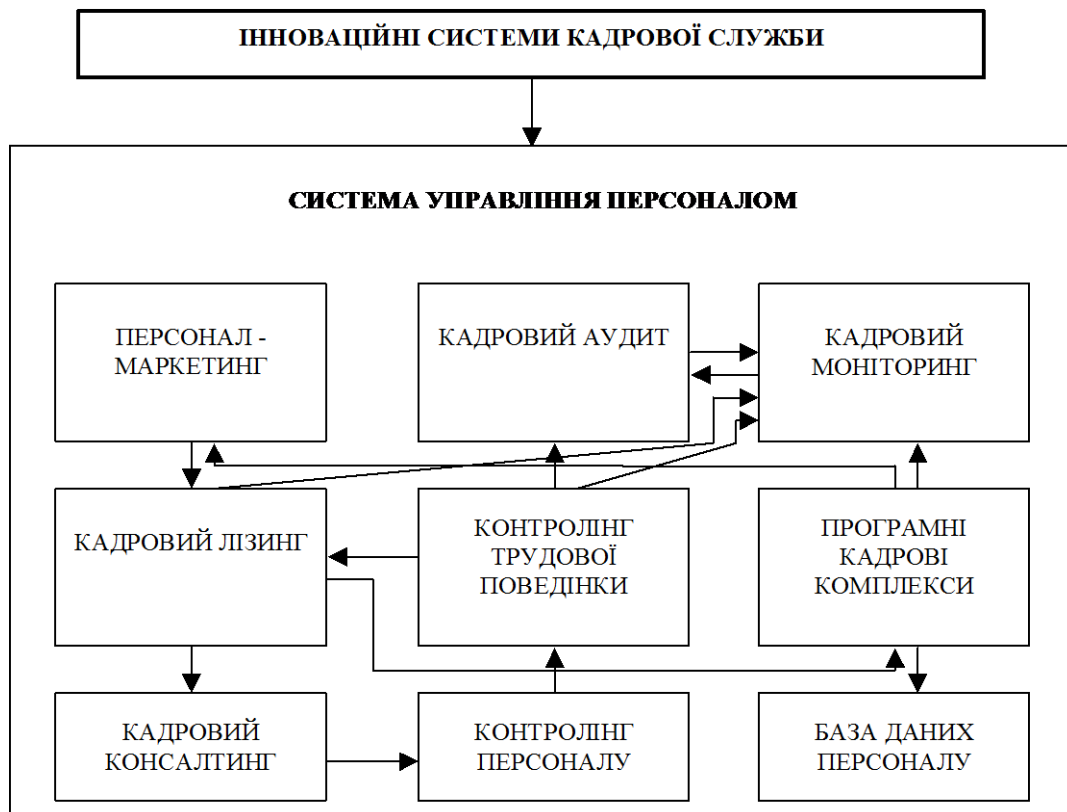 ІННОВАЦІЙНІ СИСТЕМИ КАДРОВОЇ СЛУЖБИ
СИСТЕМА УПРАВЛІННЯ ПЕРСОНАЛОМ
ПЕРСОНАЛ -
МАРКЕТИНГ
КАДРОВИЙ АУДИТ
КАДРОВИЙ
МОНІТОРИНГ
КАДРОВИЙ ЛІЗИНГ
КОНТРОЛІНГ
ТРУДОВОЇ
ПОВЕДІНКИ
ПРОГРАМНІ
КАДРОВІ
КОМПЛЕКСИ
КАДРОВИЙ
КОНСАЛТИНГ
КОНТРОЛІНГ
ПЕРСОНАЛУ
БАЗА ДАНИХ
ПЕРСОНАЛУ